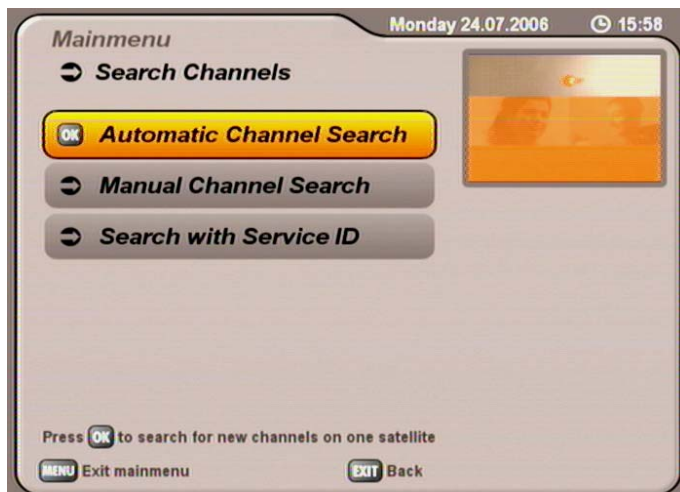 Monday 24.07.2006 15:58
Mainmenu
Search Channels
OK Automatic Channel Search
Manual Channel Search
Search with Service ID
Press OK to search for new channels on one satellite
MENU Exit mainmenu EXIT Back